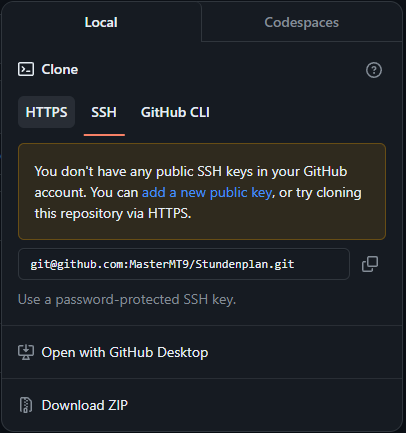 Local
Codespaces
Clone
HTTPS
SSH
GitHub CLI
You don't have any public SSH keys in your GitHub
account. You can add a new public key, or try cloning
this repository via HTTPS.
git@github.com:MasterMT9/Stundenplan.git
Use a password-protected SSH key.
Open with GitHub Desktop
Download ZIP